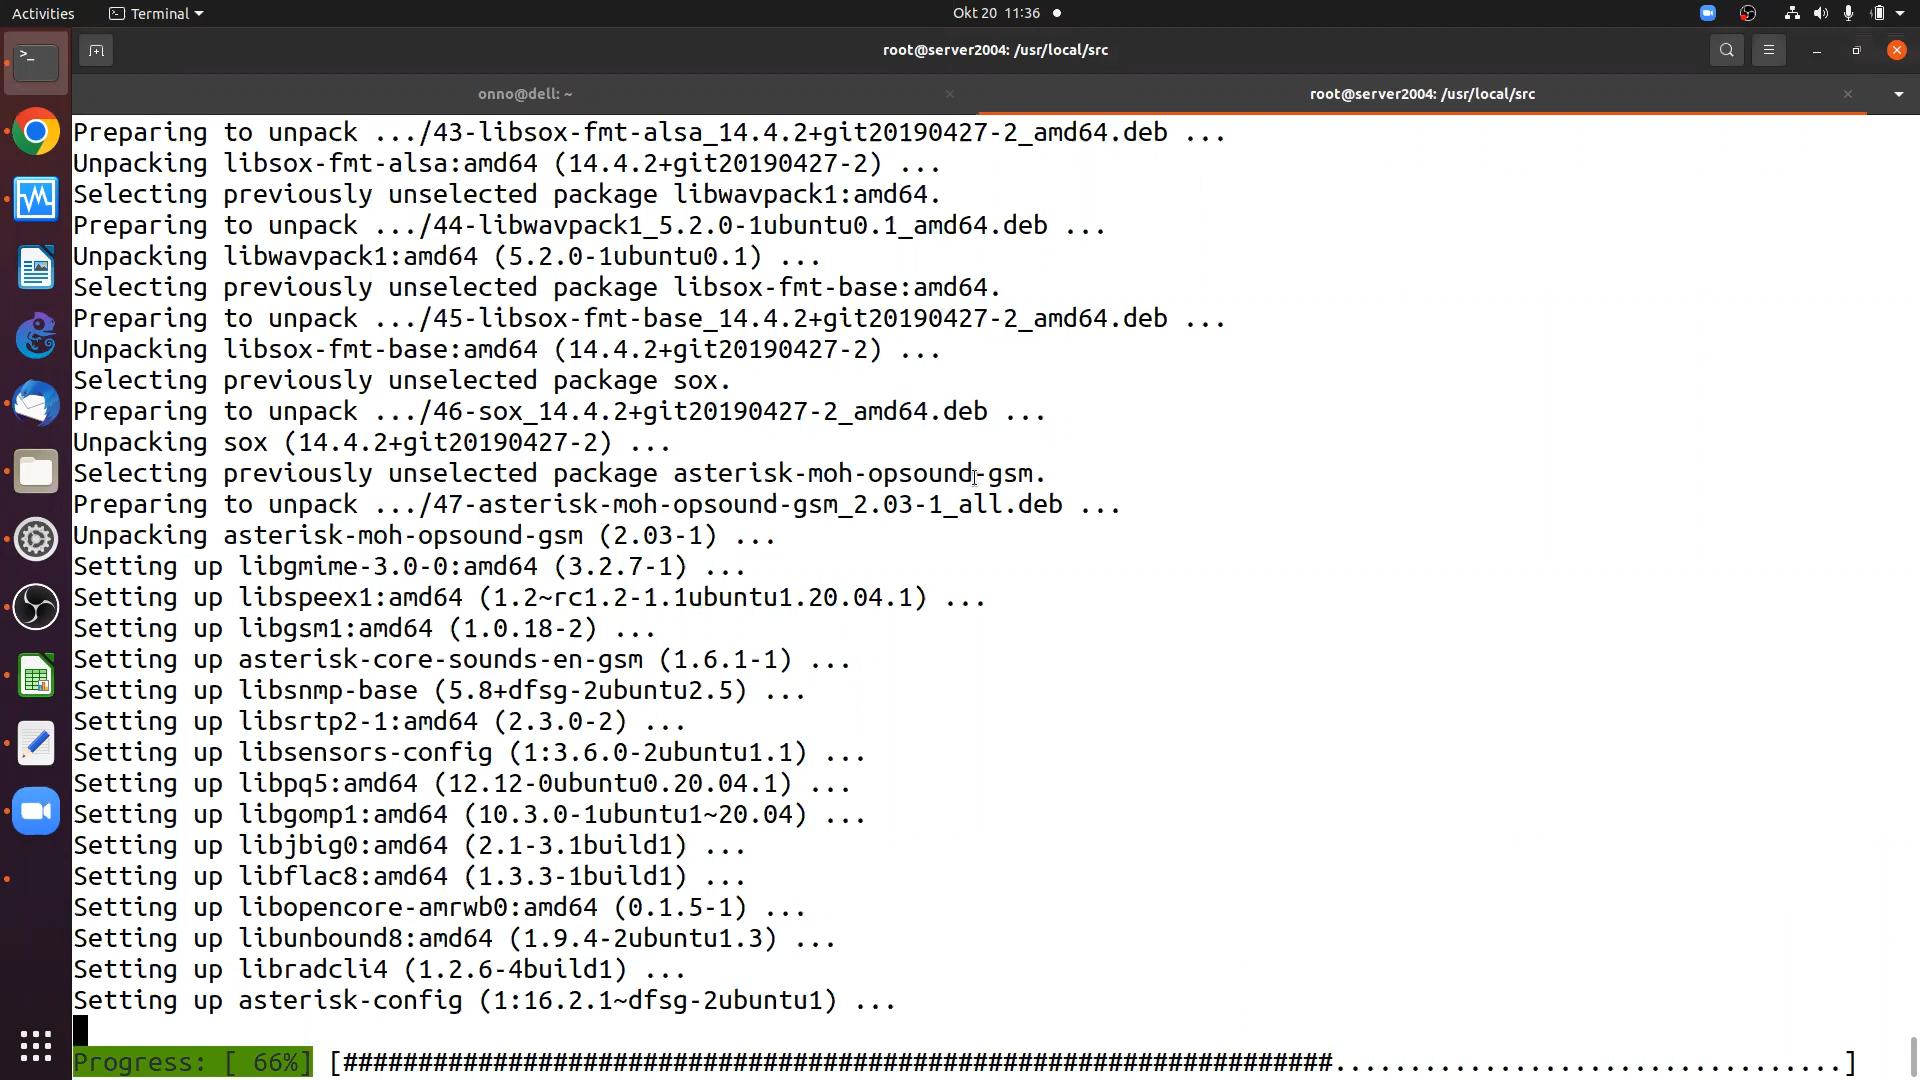 Activities Terminal Okt 20 11:36
root@server2004: /usr/local/src
onno@dell: ~ root@server2004: /usr/local/src
Preparing to unpack .../43-libsox-fmt-alsa_14.4.2+git20190427-2_amd64.deb ...
Unpacking libsox-fmt-alsa:amd64 (14.4.2+git20190427-2) ...
Selecting previously unselected package libwavpack1:amd64.
Preparing to unpack .../44-libwavpack1_5.2.0-1ubuntu0.1_amd64.deb ...
Unpacking libwavpack1:amd64 (5.2.0-1ubuntu0.1) ...
Selecting previously unselected package libsox-fmt-base:amd64.
Preparing to unpack .../45-libsox-fmt-base_14.4.2+git20190427-2_amd64.deb ...
Unpacking libsox-fmt-base:amd64 (14.4.2+git20190427-2) ...
Selecting previously unselected package sox.
Preparing to unpack .../46-sox_14.4.2+git20190427-2_amd64.deb ...
Unpacking sox (14.4.2+git20190427-2) ...
Selecting previously unselected package asterisk-moh-opsound-gsm.
Preparing to unpack .../47-asterisk-moh-opsound-gsm_2.03-1_all.deb ...
Unpacking asterisk-moh-opsound-gsm (2.03-1) ...
Setting up libgmime-3.0-0:amd64 (3.2.7-1) ...
Setting up libspeex1:amd64 (1.2~rc1.2-1.1ubuntu1.20.04.1) ...
Setting up libgsm1:amd64 (1.0.18-2) ...
Setting up asterisk-core-sounds-en-gsm (1.6.1-1) ...
Setting up libsnmp-base (5.8+dfsg-2ubuntu2.5) ...
Setting up libsrtp2-1:amd64 (2.3.0-2) ...
Setting up libsensors-config (1:3.6.0-2ubuntu1.1) ...
Setting up libpq5:amd64 (12.12-0ubuntu0.20.04.1) ...
Setting up libgomp1:amd64 (10.3.0-1ubuntu1~20.04) ...
Setting up libjbig0:amd64 (2.1-3.1build1) ...
Setting up libflac8:amd64 (1.3.3-1build1) ...
Setting up libopencore-amrwb0:amd64 (0.1.5-1) ...
Setting up libunbound8:amd64 (1.9.4-2ubuntu1.3) ...
Setting up libradcli4 (1.2.6-4build1) ...
Setting up asterisk-config (1:16.2.1~dfsg-2ubuntu1) ...
Progress: [ 66%] [##################################################################..................................]